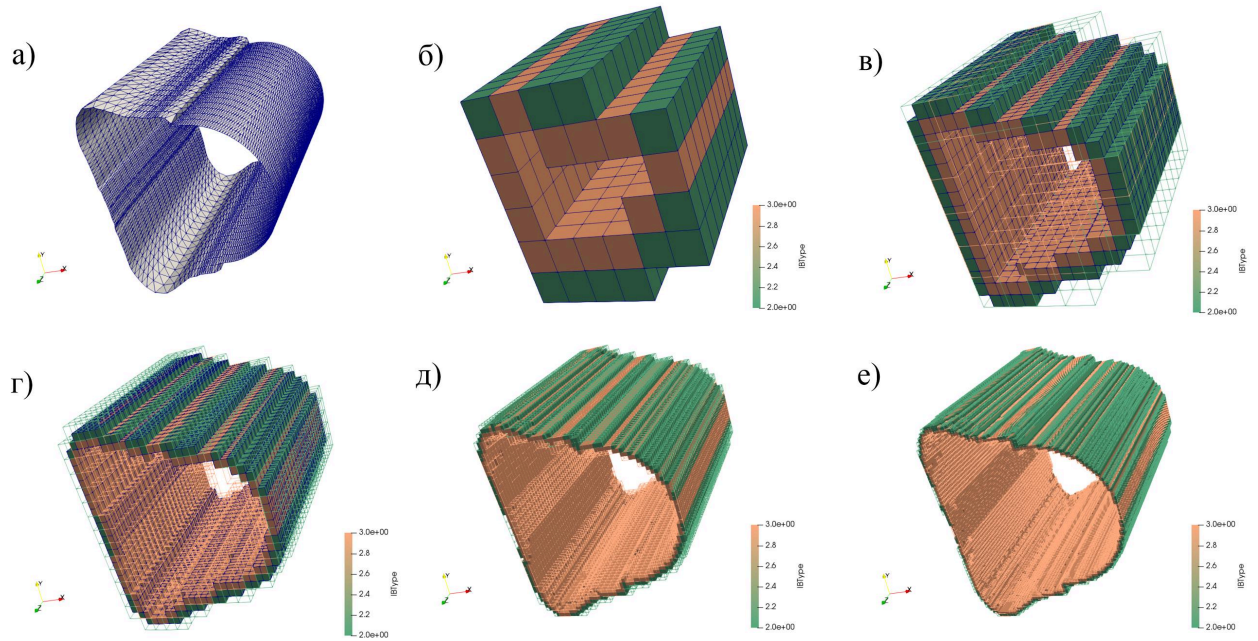 а)
б)
в)
Y
X
Z
3.0e+00
2.8
2.6
2.4
2.2
2.0e+00
IBType
Y
X
Z
3.0e+00
2.8
2.6
2.4
2.2
2.0e+00
IBType
Y
X
Z
г)
д)
е)
3.0e+00
2.8
2.6
2.4
2.2
2.0e+00
IBType
Y
X
Z
3.0e+00
2.8
2.6
2.4
2.2
2.0e+00
IBType
Y
X
Z
3.0e+00
2.8
2.6
2.4
2.2
2.0e+00
IBType
Y
X
Z